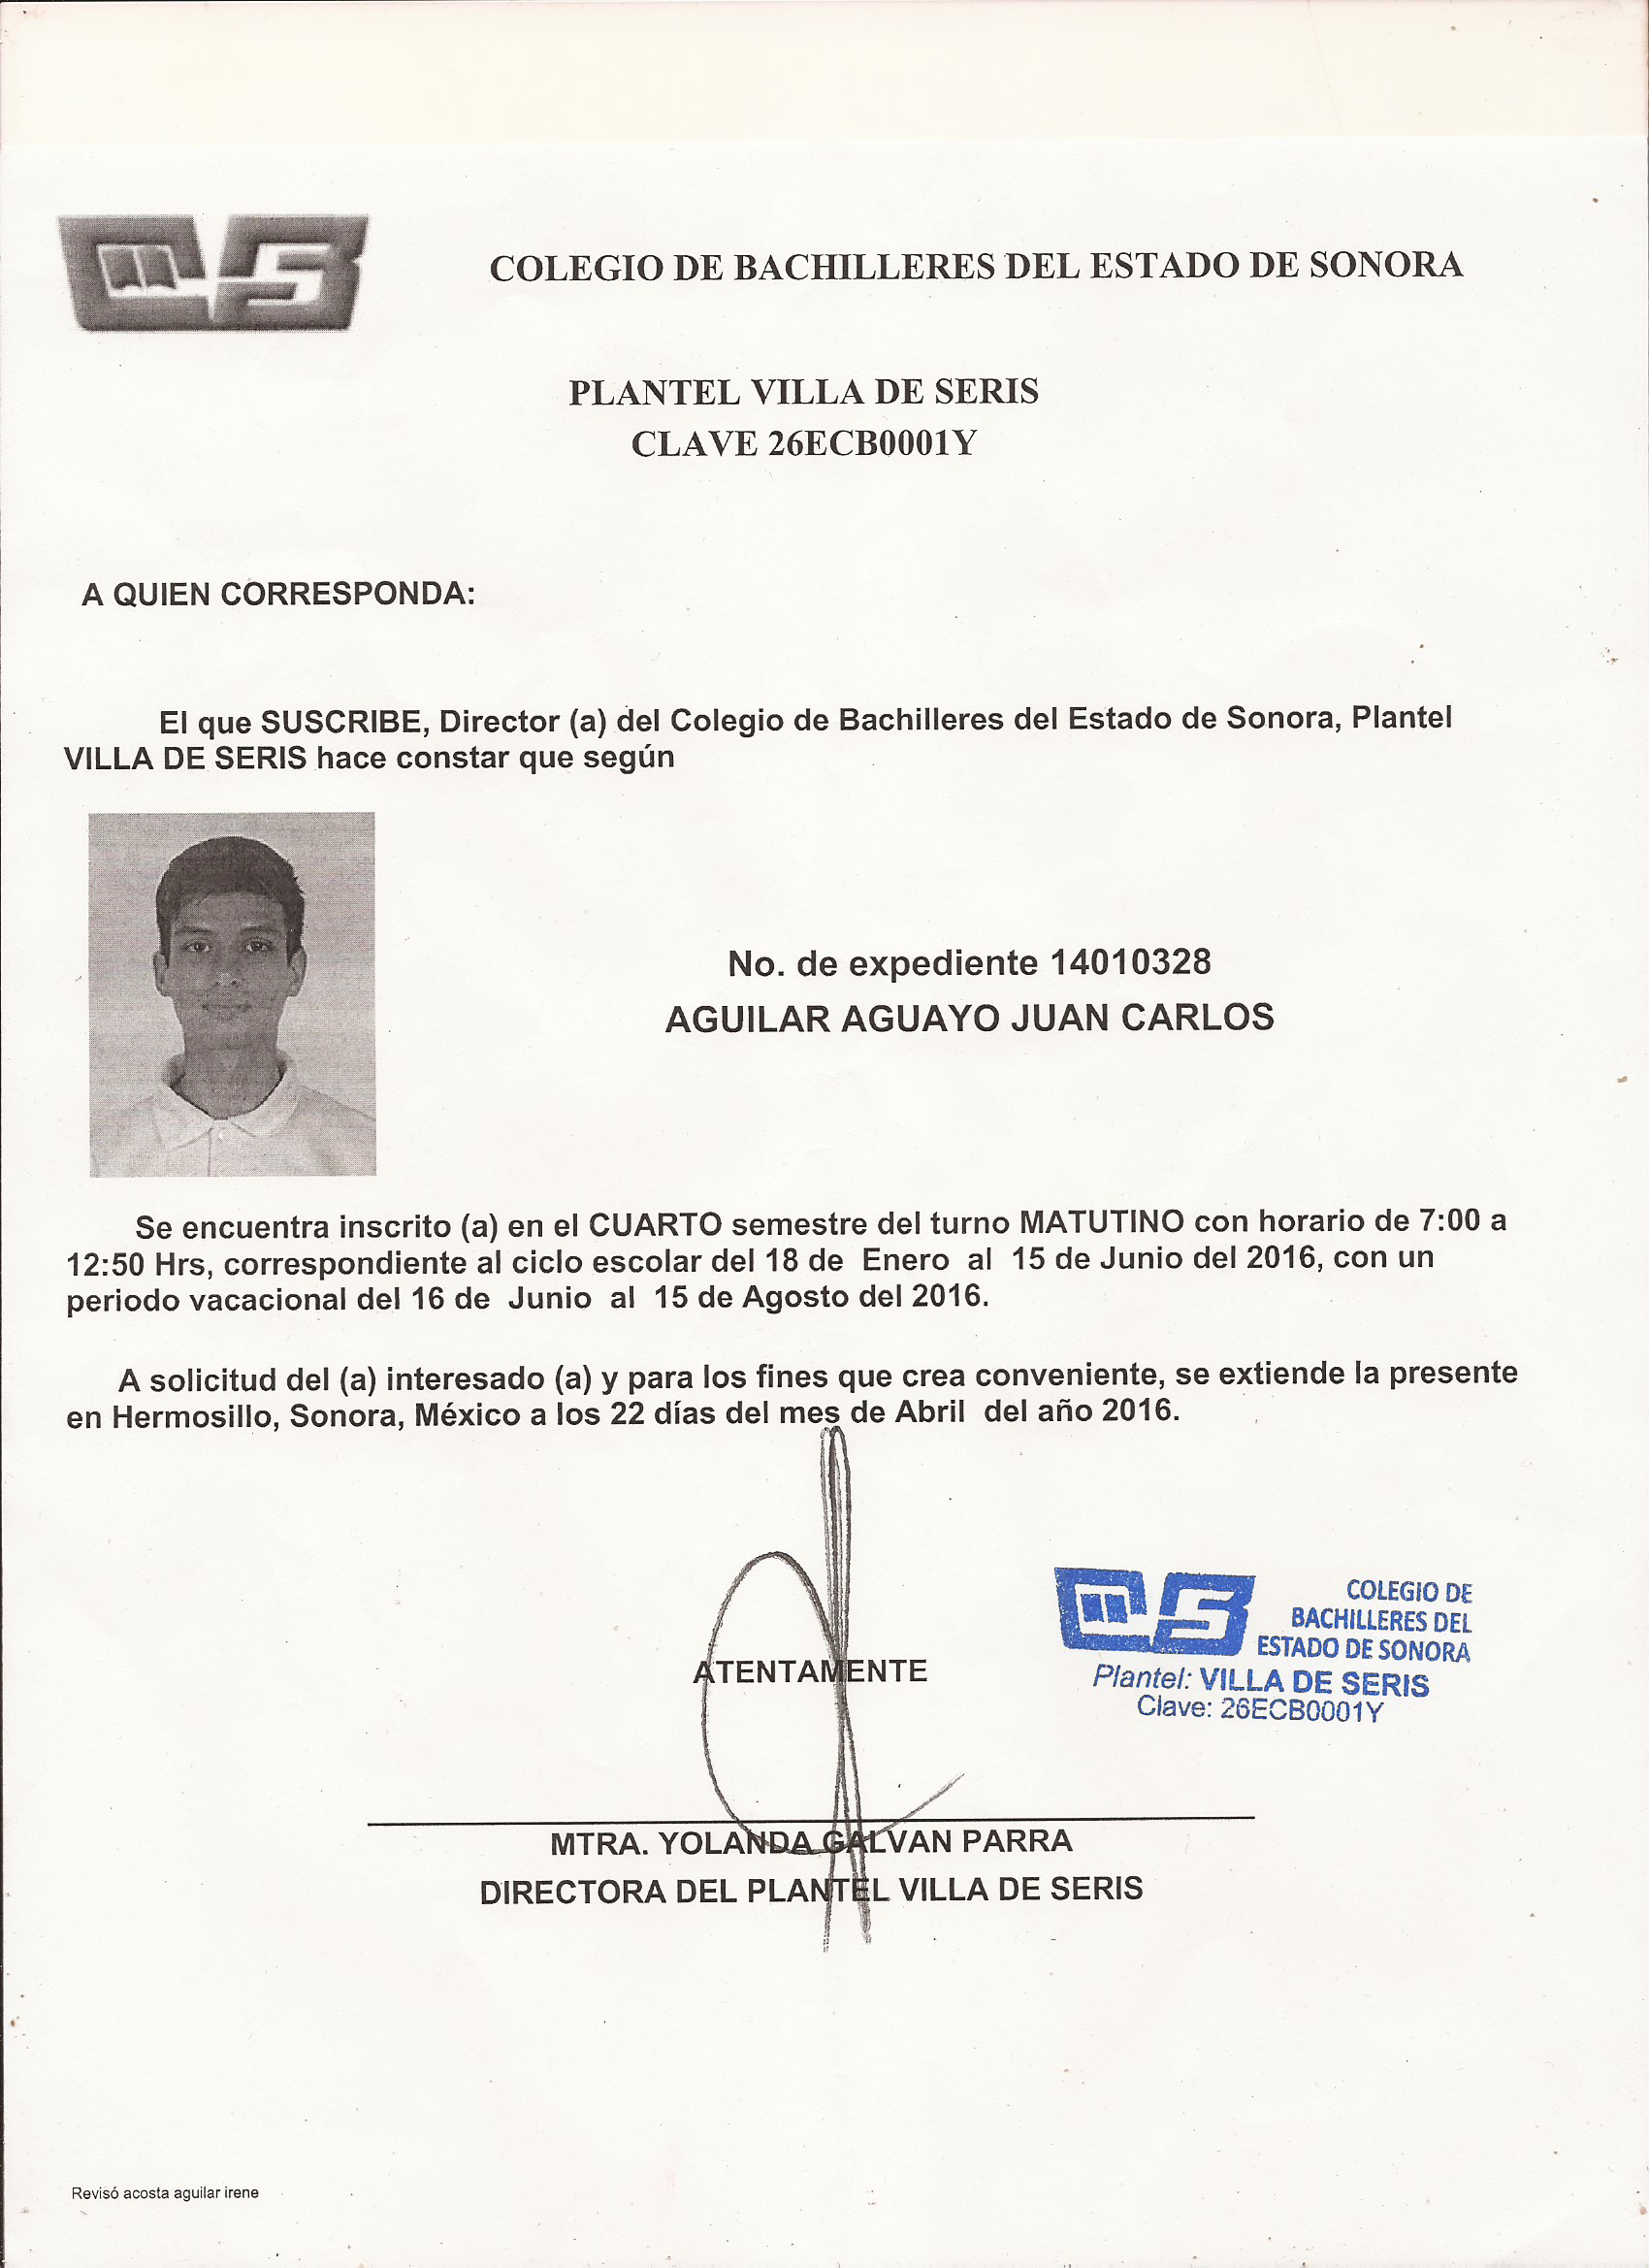 COLEGIO DE BACHILLERES DEL ESTADO DE SONORA
PLANTEL VILLA DE SERIS
CLAVE 26ECB0001Y
A QUIEN CORRESPONDA:
El que SUSCRIBE, Director (a) del Colegio de Bachilleres del Estado de Sonora, Plantel
VILLA DE SERIS hace constar que según
No. de expediente 14010328
AGUILAR AGUAYO JUAN CARLOS
Se encuentra inscrito (a) en el CUARTO semestre del turno MATUTINO con horario de 7:00 a
12:50 Hrs, correspondiente al ciclo escolar del 18 de Enero al 15 de Junio del 2016, con un
periodo vacacional del 16 de Junio al 15 de Agosto del 2016.
A solicitud del (a) interesado (a) y para los fines que crea conveniente, se extiende la presente
en Hermosillo, Sonora, México a los 22 días del mes de Abril del año 2016.
COLEGIO DE
BACHILLERES DEL
ESTADO DE SONORA
Plantel: VILLA DE SERIS
Clave: 26ECB0001Y
ATENTAMENTE
MTRA. YOLANDA GALVAN PARRA
DIRECTORA DEL PLANTEL VILLA DE SERIS
Revisó acosta aguilar irene